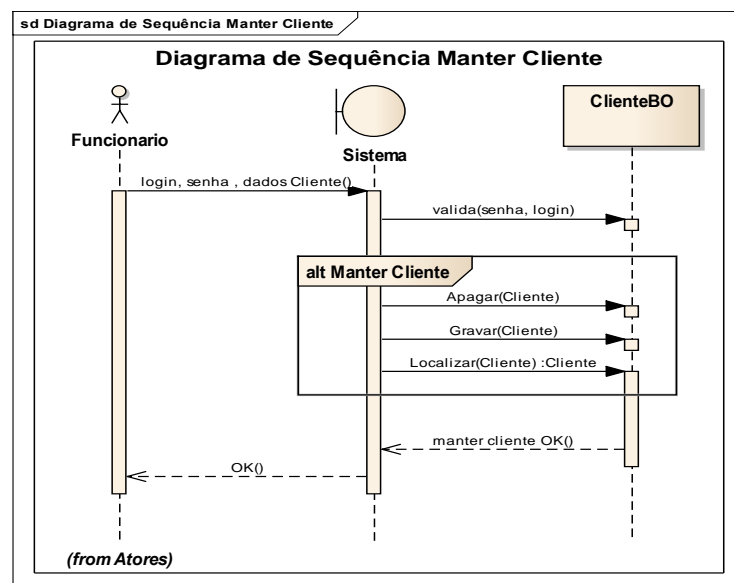 sd Diagrama de Sequência Manter Cliente
Diagrama de Sequência Manter Cliente
Funcionario
Sistema
ClienteBO
login, senha , dados Cliente()
valida(senha, login)
alt Manter Cliente
Apagar(Cliente)
Gravar(Cliente)
Localizar(Cliente) :Cliente
manter cliente OK()
OK()
(from Atores)